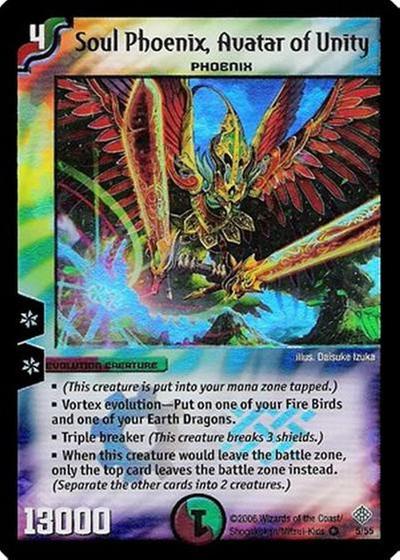 4 Soul Phoenix, Avatar of Unity
PHOENIX
illus. Daisuke Izuka
EVOLUTION CREATURE
▪ (This creature is put into your mana zone tapped.)
▪ Vortex evolution—Put on one of your Fire Birds
and one of your Earth Dragons.
▪ Triple breaker (This creature breaks 3 shields.)
▪ When this creature would leave the battle zone,
only the top card leaves the battle zone instead.
(Separate the other cards into 2 creatures.)
13000
©2006 Wizards of the Coast/
Shogakukan/Mitsui-Kids
5/55